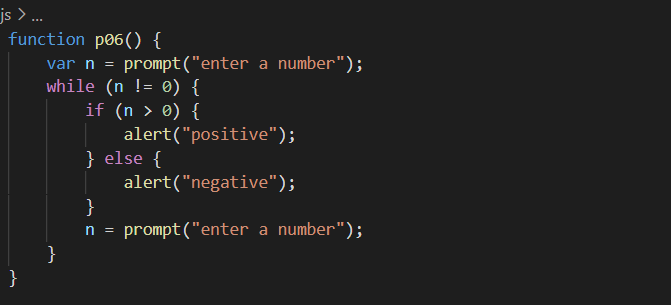 js > ...
function p06() {
    var n = prompt("enter a number");
    while (n != 0) {
        if (n > 0) {
            alert("positive");
        } else {
            alert("negative");
        }
        n = prompt("enter a number");
    }
}